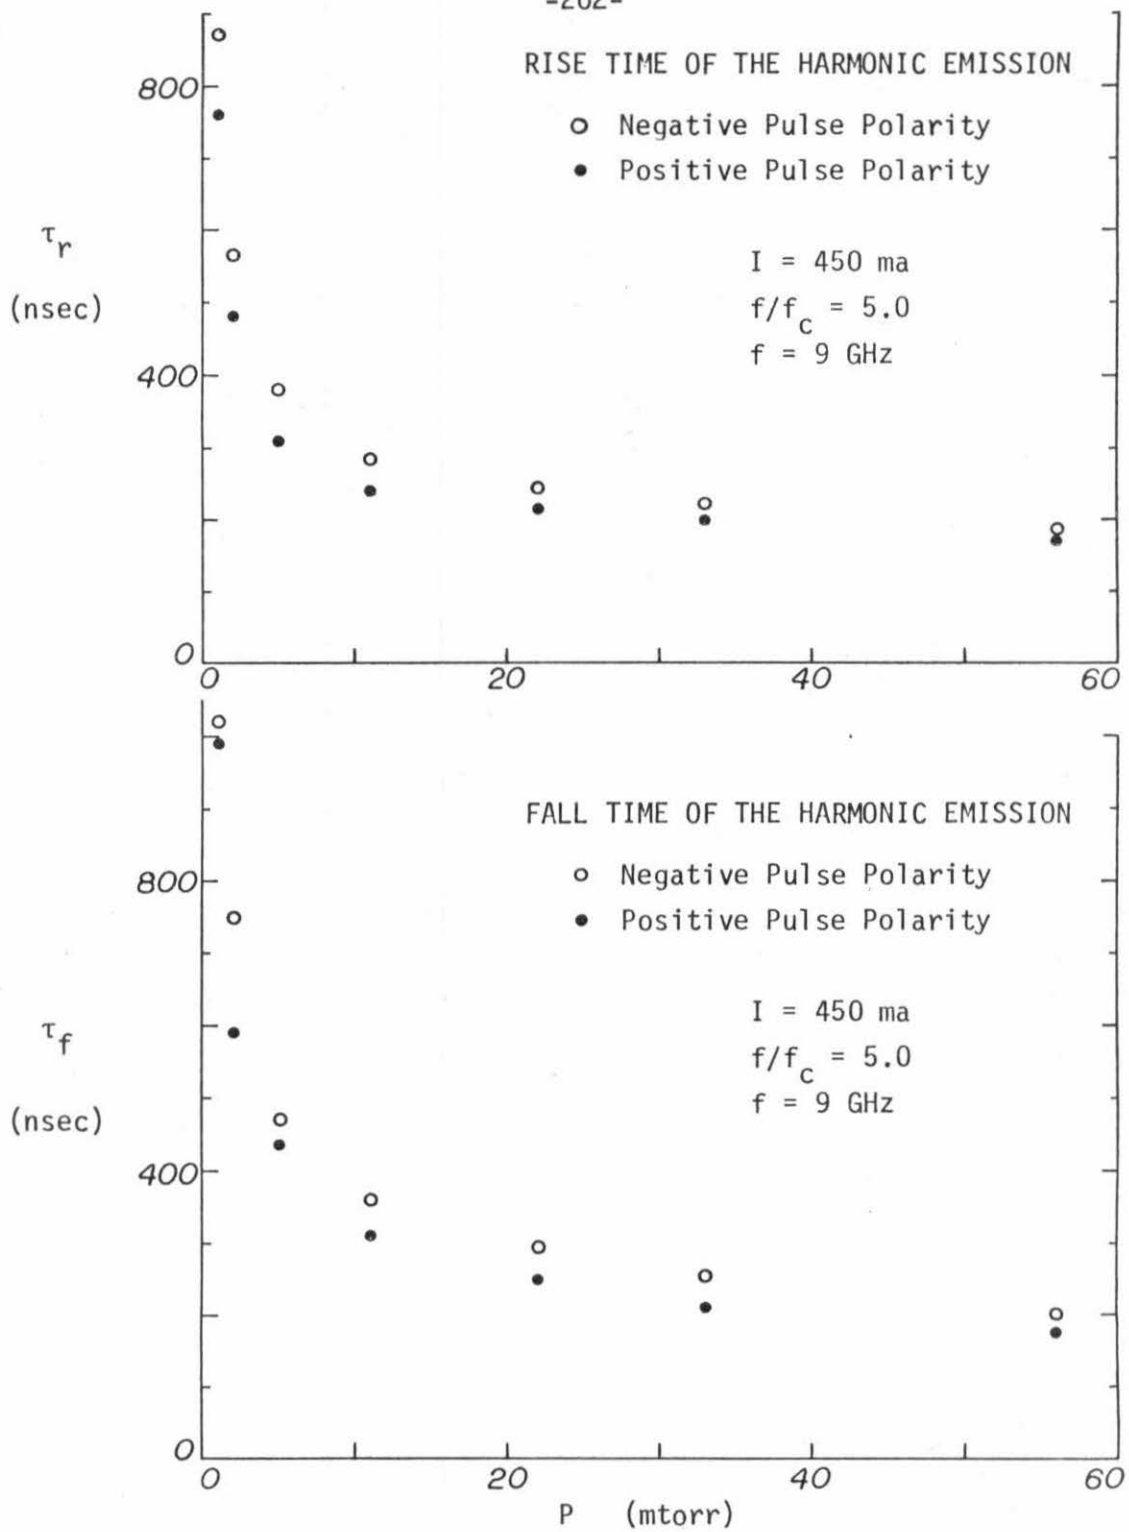 -202-
RISE TIME OF THE HARMONIC EMISSION
Negative Pulse Polarity
Positive Pulse Polarity
I = 450 ma
f/fc = 5.0
f = 9 GHz
τr
(nsec)
800
400
0
0 20 40 60
FALL TIME OF THE HARMONIC EMISSION
Negative Pulse Polarity
Positive Pulse Polarity
I = 450 ma
f/fc = 5.0
f = 9 GHz
τf
(nsec)
800
400
0
0 20 40 60
P (mtorr)